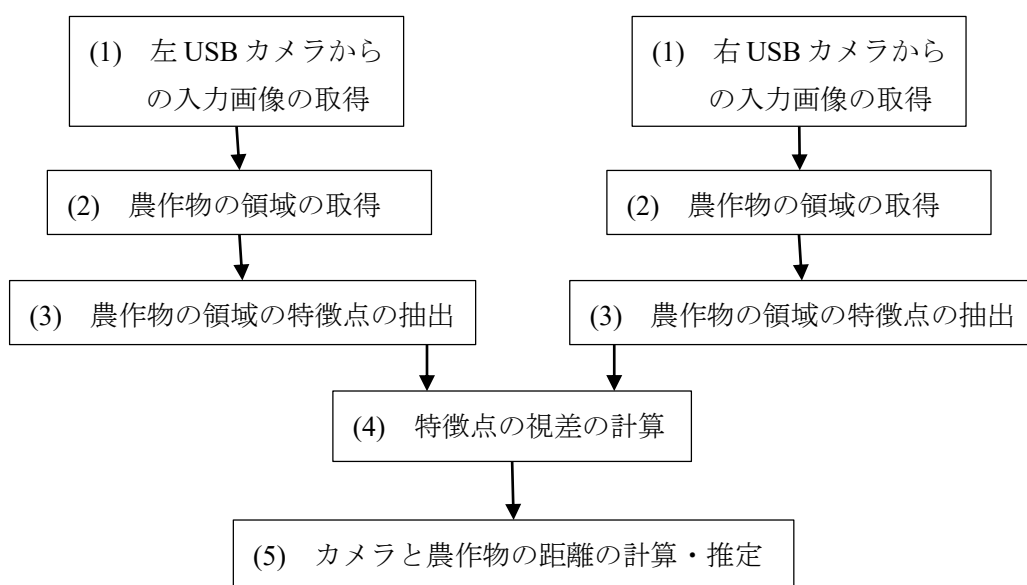 (1) 左 USB カメラから
の入力画像の取得
(1) 右 USB カメラから
の入力画像の取得
(2) 農作物の領域の取得
(2) 農作物の領域の取得
(3) 農作物の領域の特徴点の抽出
(3) 農作物の領域の特徴点の抽出
(4) 特徴点の視差の計算
(5) カメラと農作物の距離の計算・推定